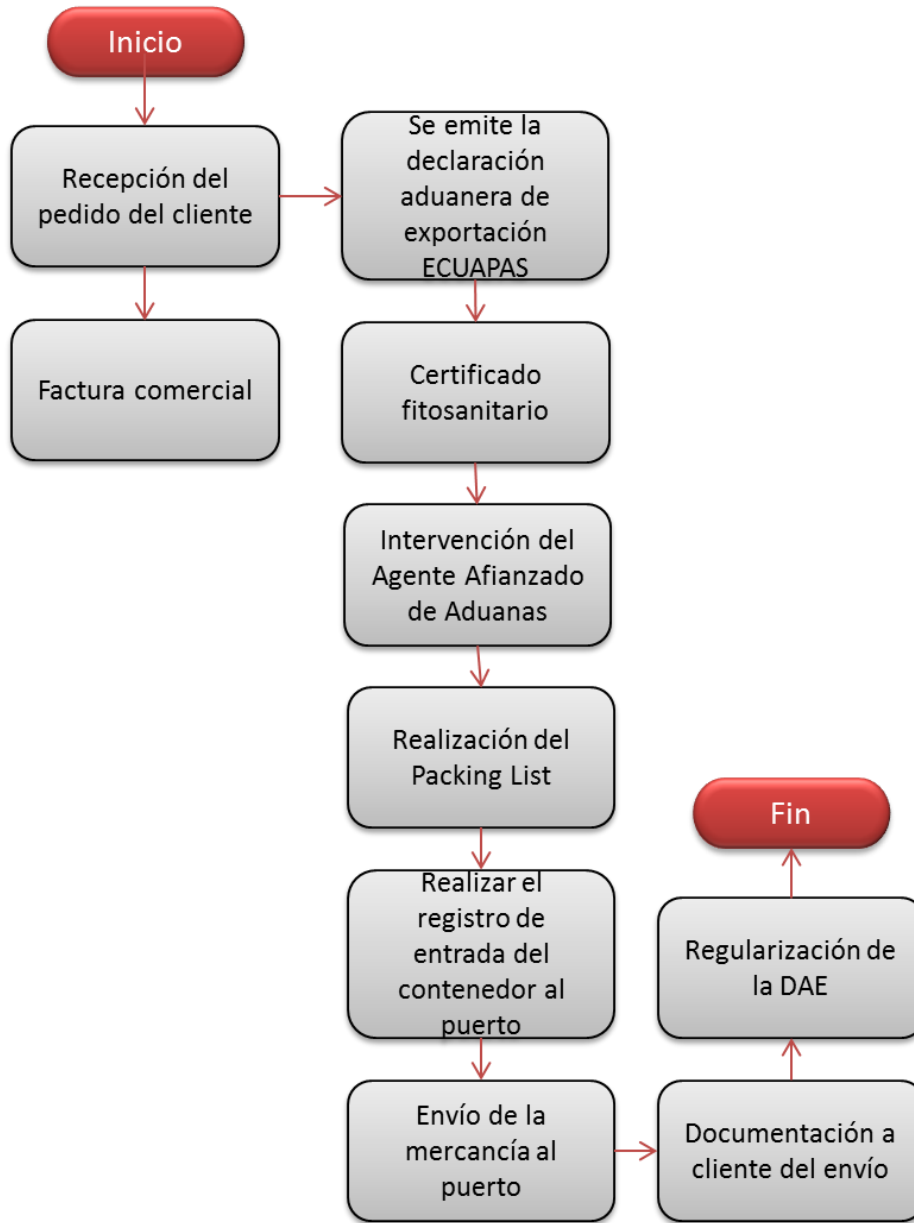 Inicio
Recepción del
pedido del cliente
Factura comercial
Se emite la
declaración
aduanera de
exportación
ECUAPAS
Certificado
fitosanitario
Intervención del
Agente Afianzado
de Aduanas
Realización del
Packing List
Realizar el
registro de
entrada del
contenedor al
puerto
Envío de la
mercancía al
puerto
Documentación a
cliente del envío
Regularización de
la DAE
Fin